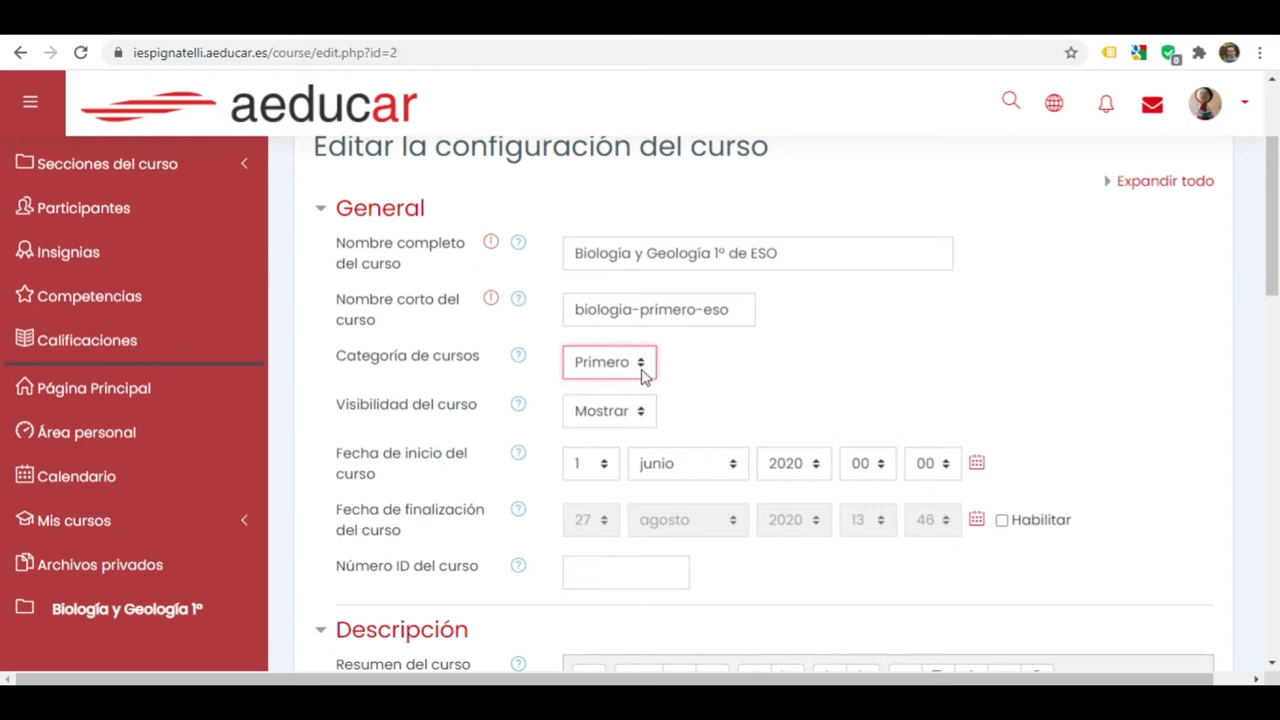 iespignatelli.aeducar.es/course/edit.php?id=2
0
aeducar
Editar la configuración del curso
Expandir todo
Secciones del curso
Participantes
Insignias
Competencias
Calificaciones
Página Principal
Área personal
Calendario
Mis cursos
Archivos privados
Biología y Geología 1º
General
Nombre completo
del curso
Biología y Geología 1º de ESO
Nombre corto del
curso
biologia-primero-eso
Categoría de cursos
Primero
Visibilidad del curso
Mostrar
Fecha de inicio del
curso
1 junio 2020 00 00
Fecha de finalización
del curso
27 agosto 2020 13 46 Habilitar
Número ID del curso
Descripción
Resumen del curso